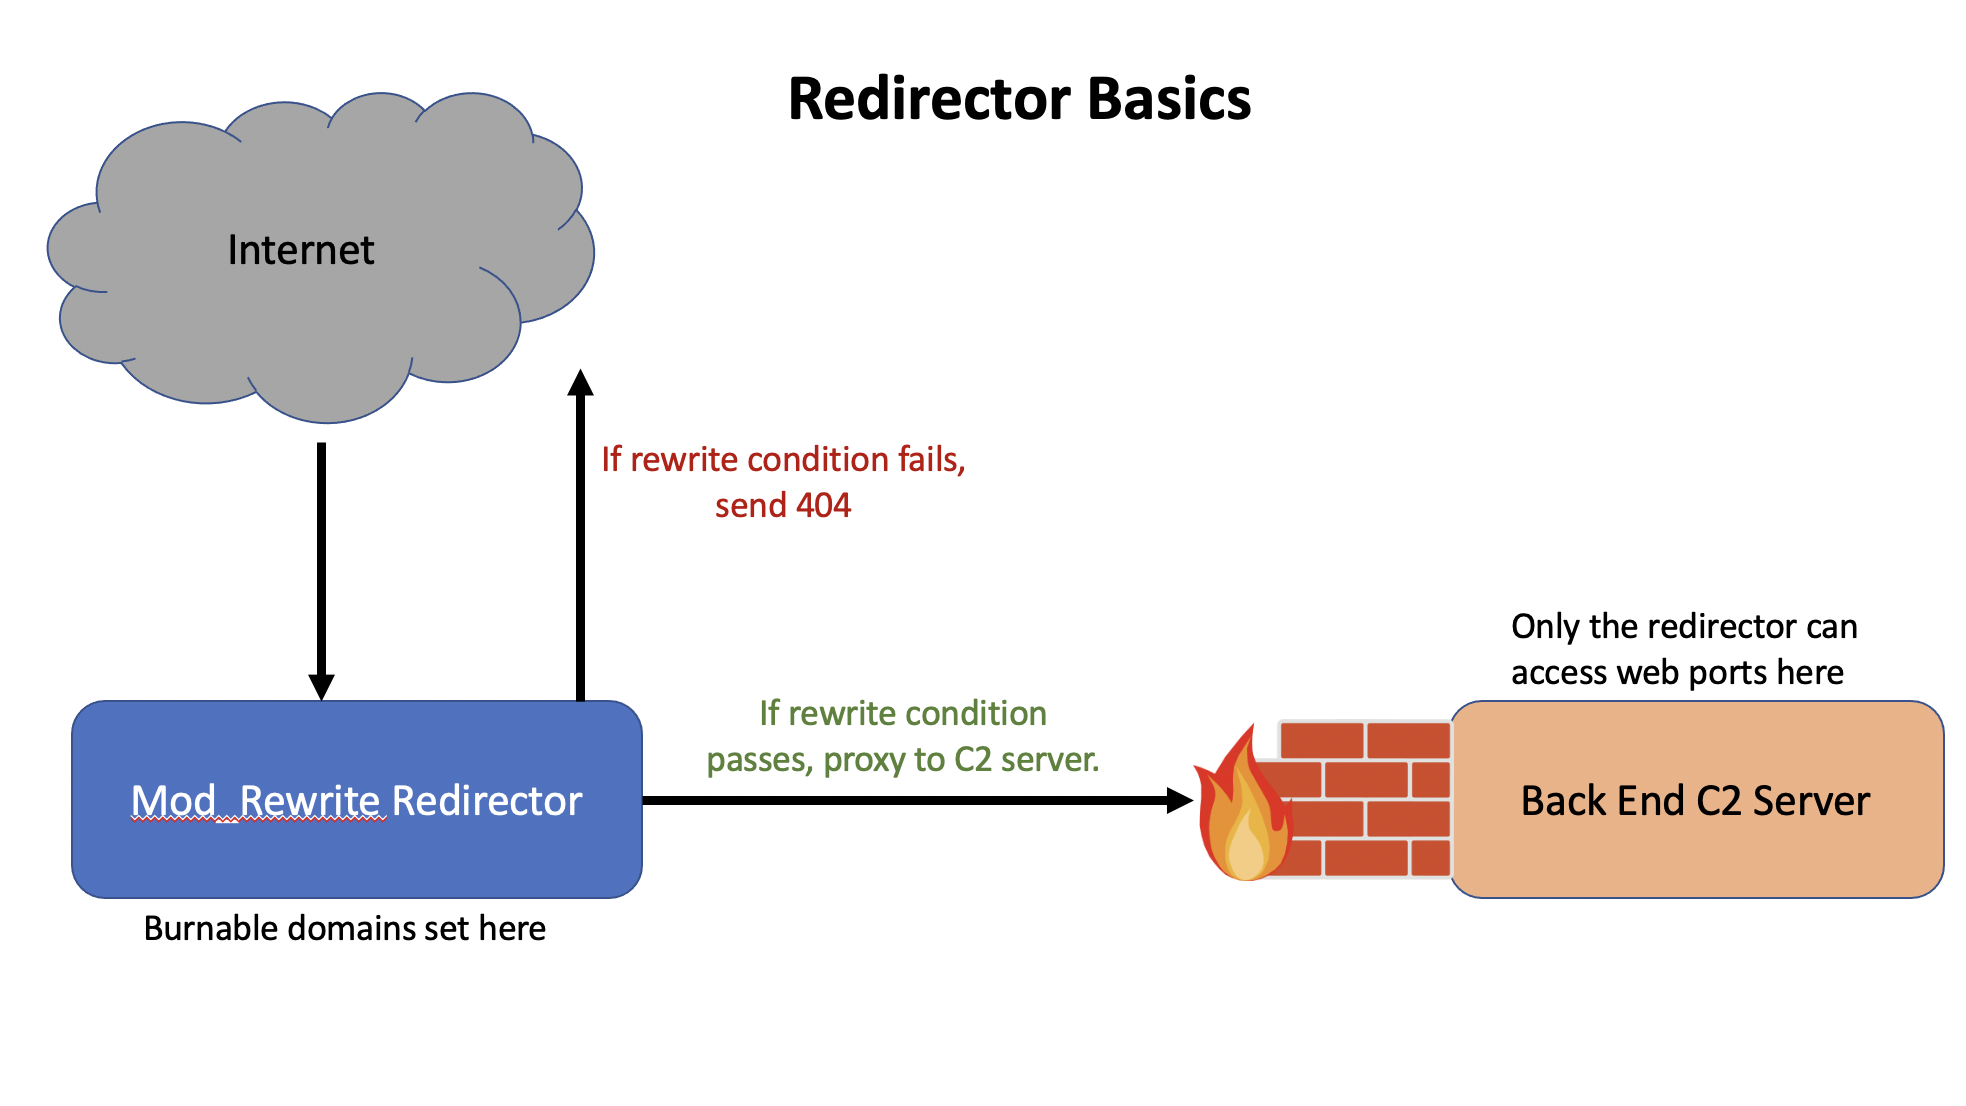 Redirector Basics
Internet
If rewrite condition fails,
send 404
Only the redirector can
access web ports here
If rewrite condition
passes, proxy to C2 server.
Mod_Rewrite Redirector
Back End C2 Server
Burnable domains set here